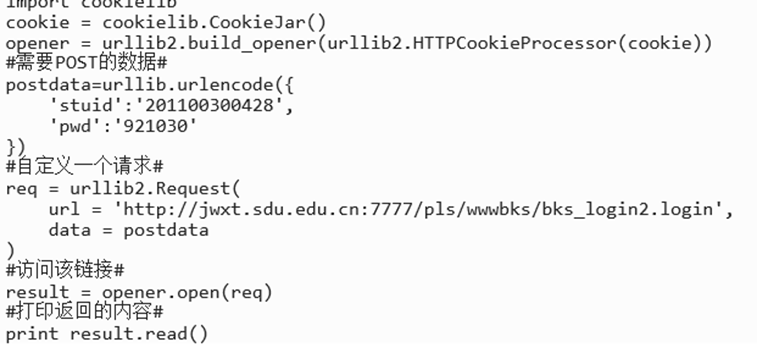 import cookielib
cookie = cookielib.CookieJar()
opener = urllib2.build_opener(urllib2.HTTPCookieProcessor(cookie))
#需要POST的数据#
postdata=urllib.urlencode({
    'stuid':'201100300428',
    'pwd':'921030'
})
#自定义一个请求#
req = urllib2.Request(
    url = 'http://jwxt.sdu.edu.cn:7777/pls/wwwbks/bks_login2.login',
    data = postdata
)
#访问该链接#
result = opener.open(req)
#打印返回的内容#
print result.read()